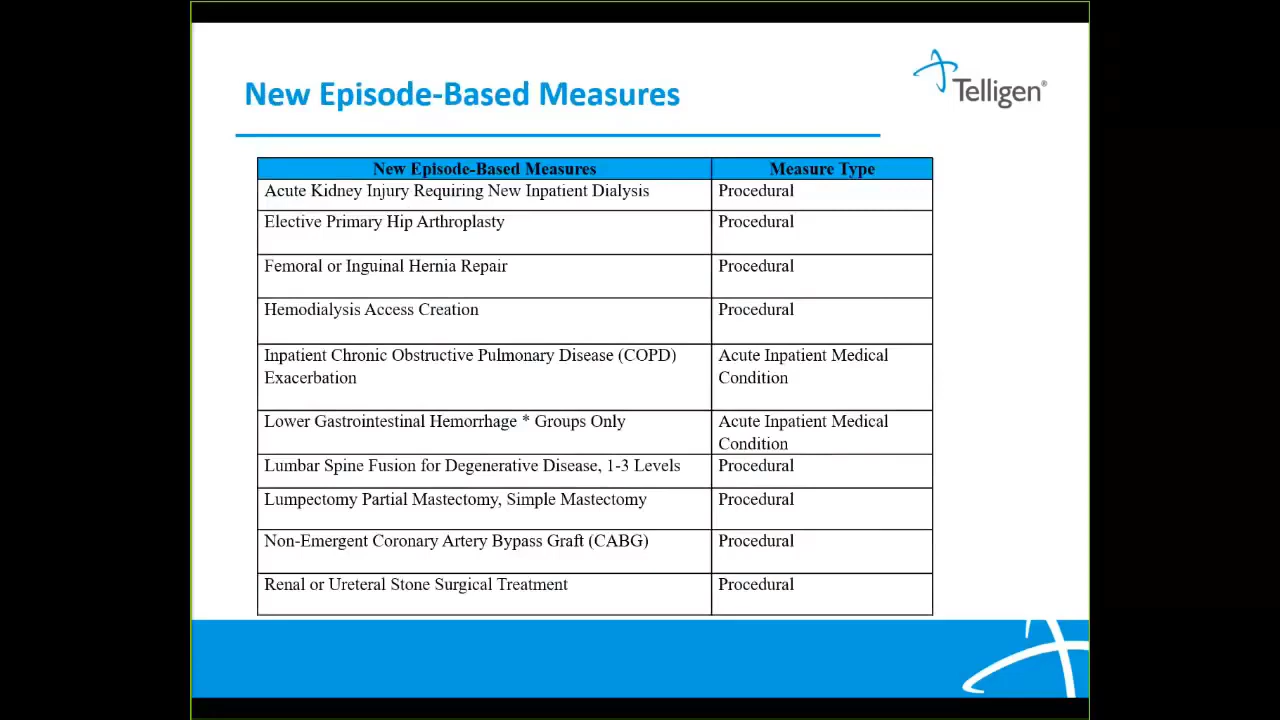 New Episode-Based Measures
Telligen®
New Episode-Based Measures Measure Type
Acute Kidney Injury Requiring New Inpatient Dialysis Procedural
Elective Primary Hip Arthroplasty Procedural
Femoral or Inguinal Hernia Repair Procedural
Hemodialysis Access Creation Procedural
Inpatient Chronic Obstructive Pulmonary Disease (COPD) Acute Inpatient Medical
Exacerbation Condition
Lower Gastrointestinal Hemorrhage * Groups Only Acute Inpatient Medical
Condition
Lumbar Spine Fusion for Degenerative Disease, 1-3 Levels Procedural
Lumpectomy Partial Mastectomy, Simple Mastectomy Procedural
Non-Emergent Coronary Artery Bypass Graft (CABG) Procedural
Renal or Ureteral Stone Surgical Treatment Procedural